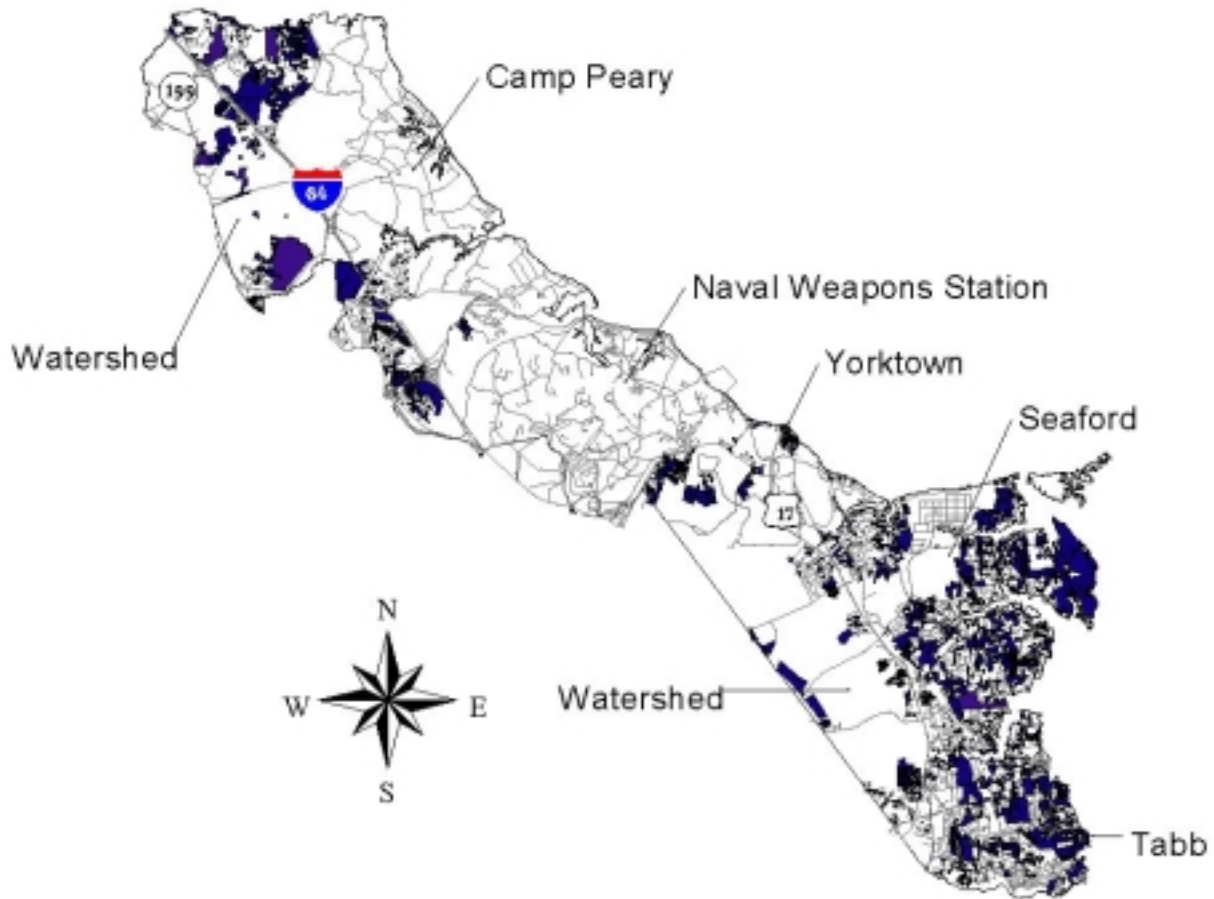 Camp Peary
199
64
Naval Weapons Station
Watershed
Yorktown
Seaford
17
N
W
E
S
Watershed
Tabb